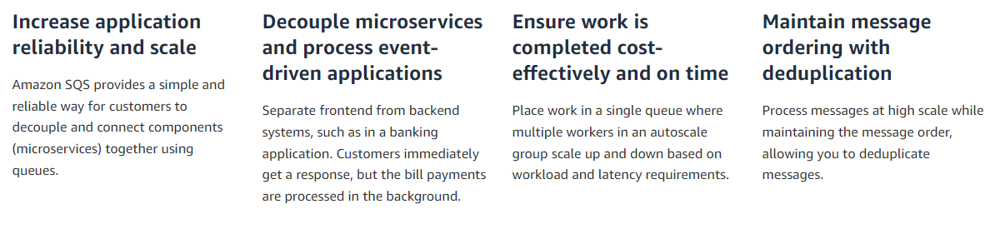 Increase application
reliability and scale
Amazon SQS provides a simple and
reliable way for customers to
decouple and connect components
(microservices) together using
queues.
Decouple microservices
and process event-
driven applications
Separate frontend from backend
systems, such as in a banking
application. Customers immediately
get a response, but the bill payments
are processed in the background.
Ensure work is
completed cost-
effectively and on time
Place work in a single queue where
multiple workers in an autoscale
group scale up and down based on
workload and latency requirements.
Maintain message
ordering with
deduplication
Process messages at high scale while
maintaining the message order,
allowing you to deduplicate
messages.